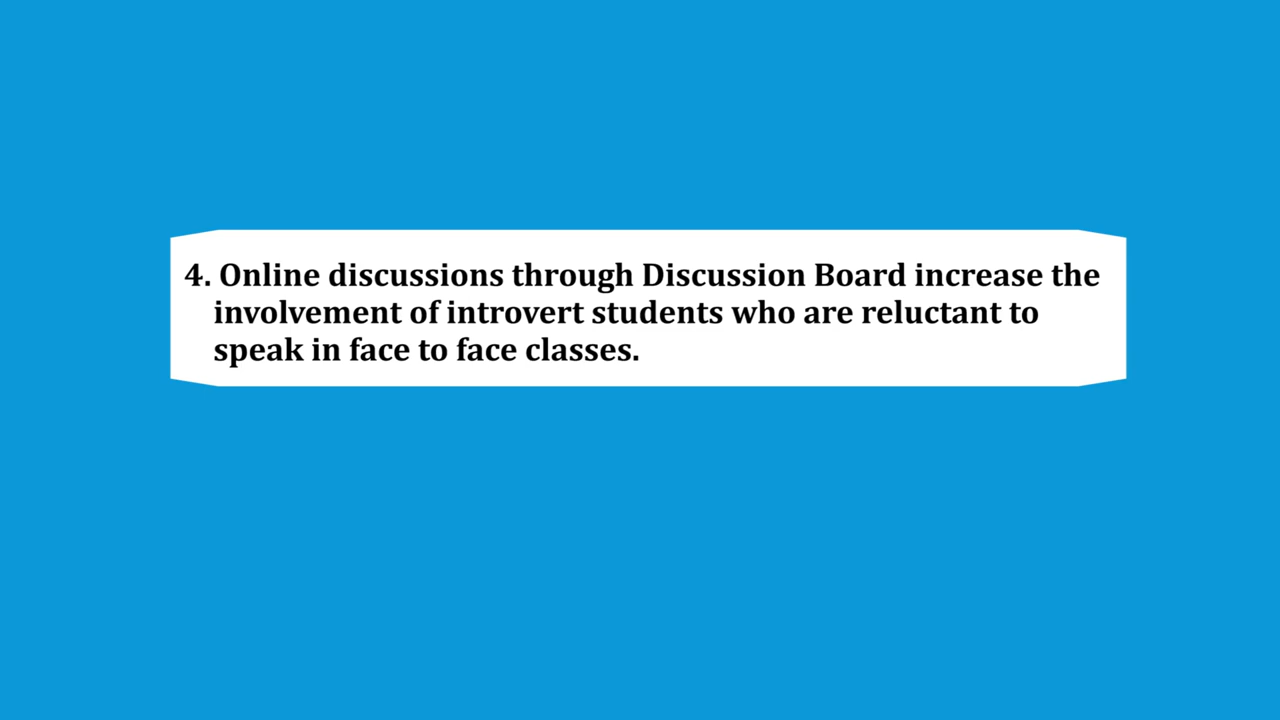 4. Online discussions through Discussion Board increase the
involvement of introvert students who are reluctant to
speak in face to face classes.